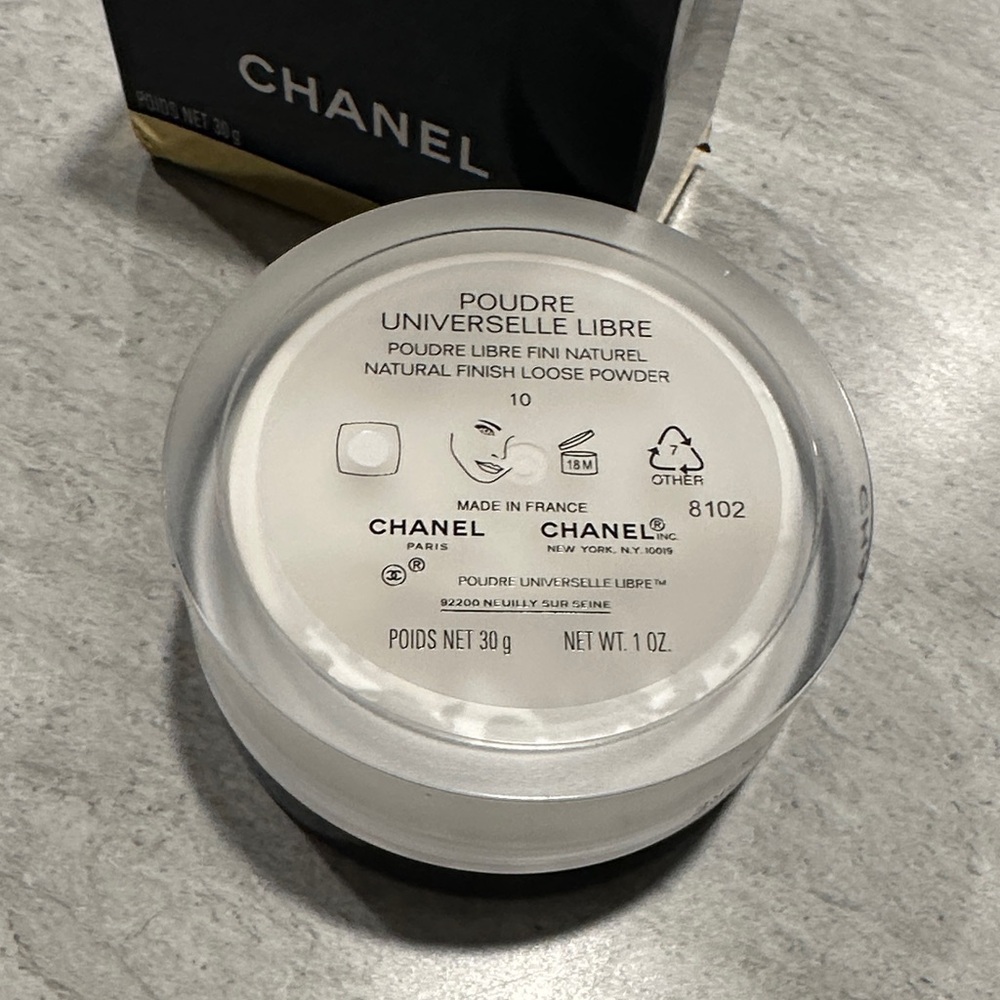 CHANEL
POIDS NET 30 g
POUDRE
UNIVERSELLE LIBRE
POUDRE LIBRE FINI NATUREL
NATURAL FINISH LOOSE POWDER
10
18 M
7
OTHER
MADE IN FRANCE
8102
CHANEL
PARIS
CHANEL®INC.
NEW YORK, N.Y. 10019
®
POUDRE UNIVERSELLE LIBRE™
92200 NEUILLY SUR SEINE
POIDS NET 30 g NET WT. 1 OZ.